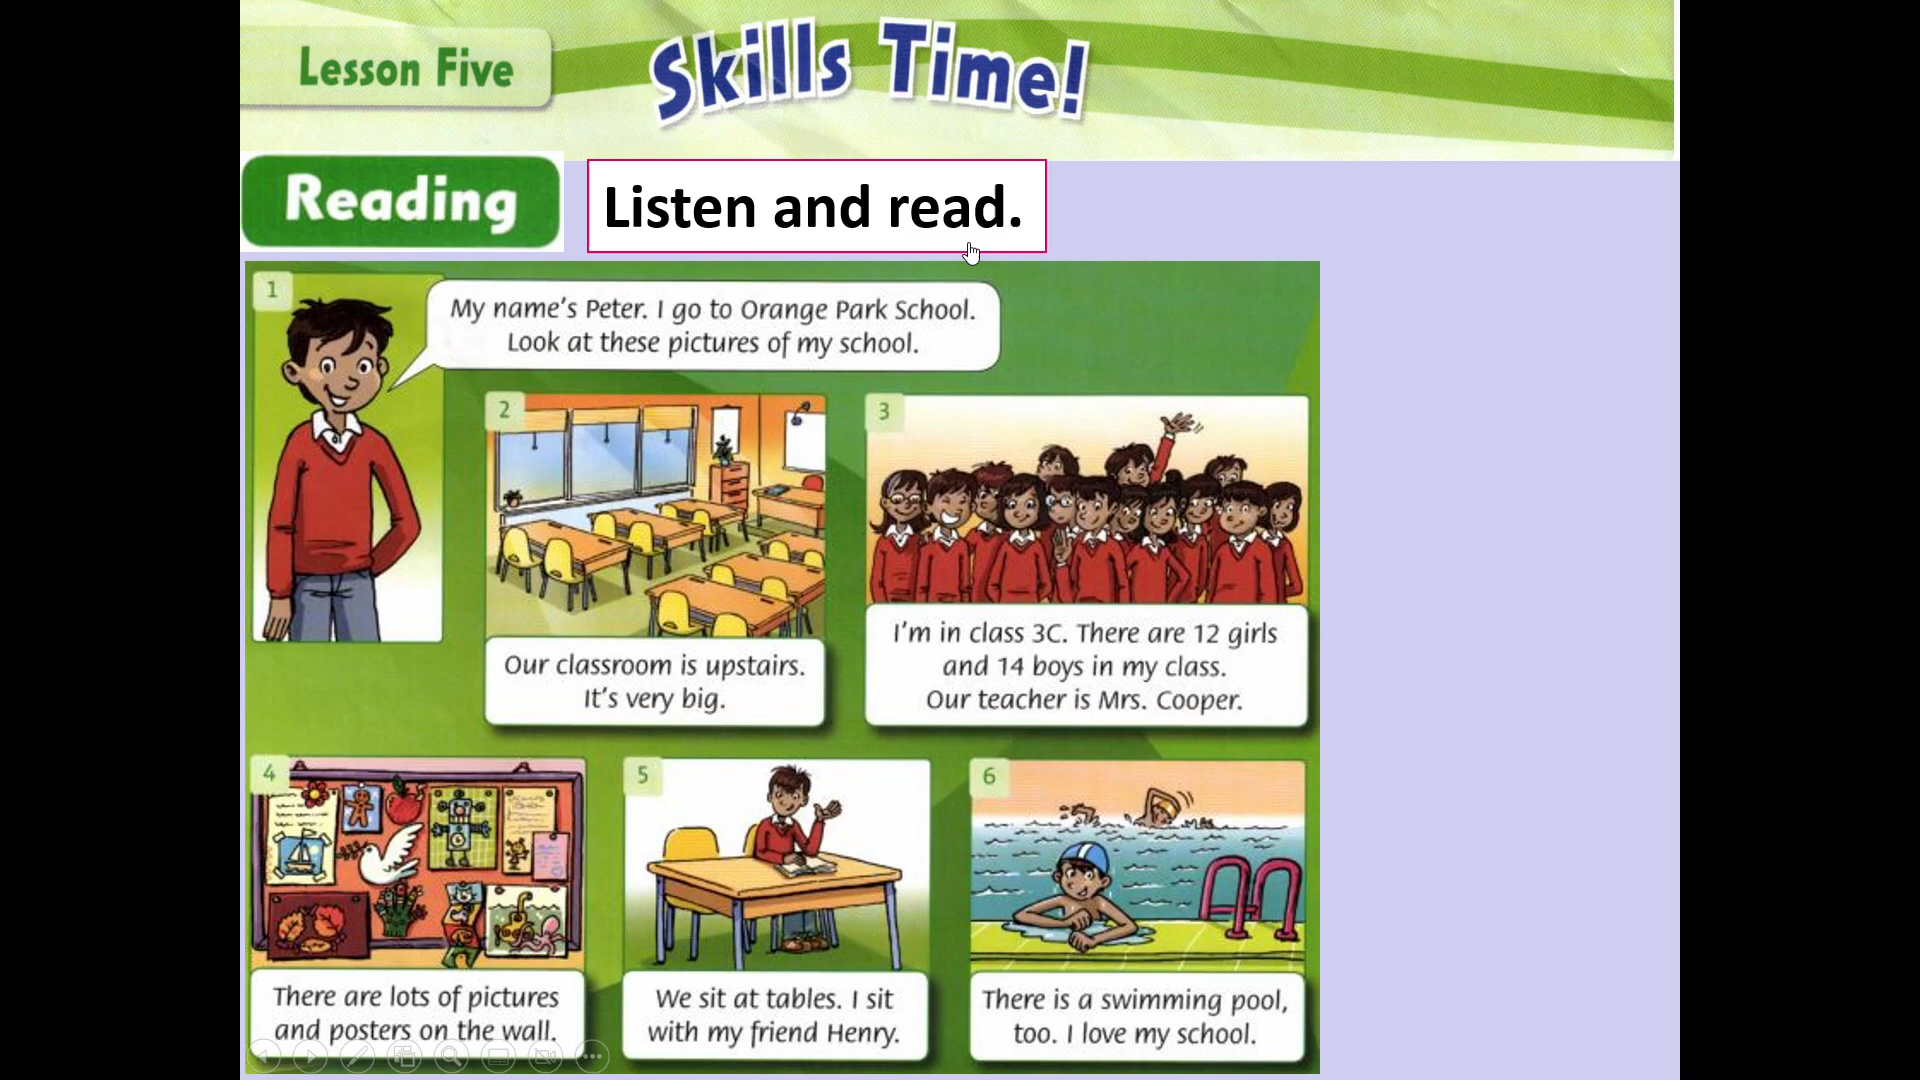 Lesson Five
Skills Time!
Reading
Listen and read.
1
My name's Peter. I go to Orange Park School.
Look at these pictures of my school.
2
Our classroom is upstairs.
It's very big.
3
I'm in class 3C. There are 12 girls
and 14 boys in my class.
Our teacher is Mrs. Cooper.
4
There are lots of pictures
and posters on the wall.
5
We sit at tables. I sit
with my friend Henry.
6
There is a swimming pool,
too. I love my school.